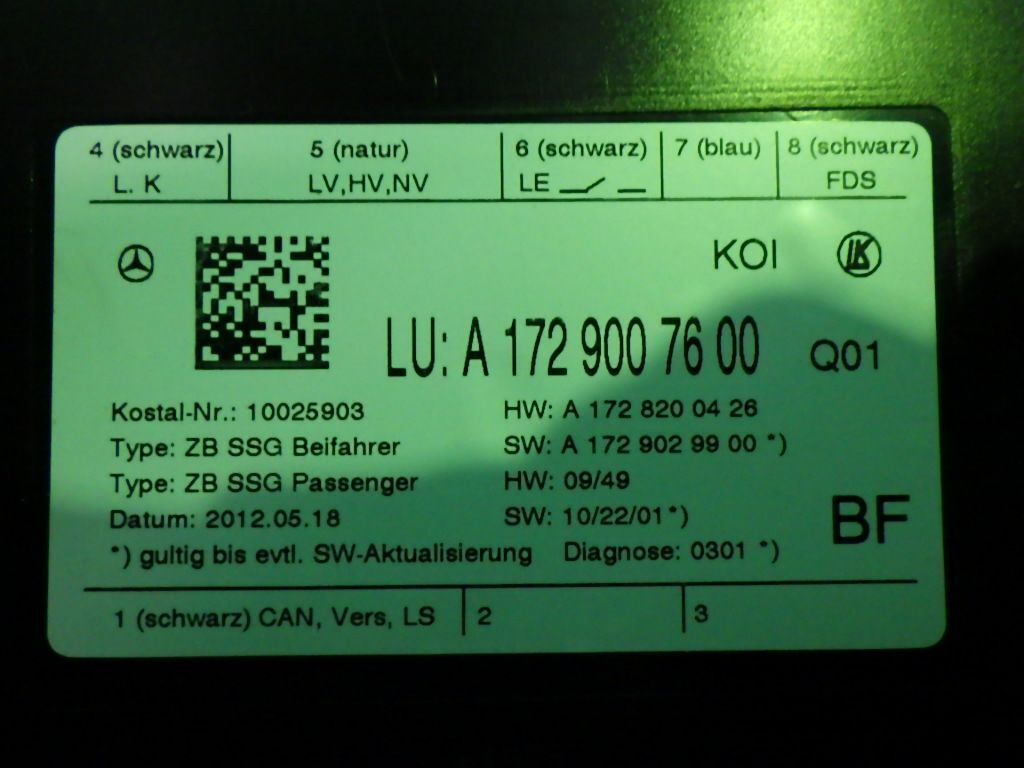 4 (schwarz) 5 (natur) 6 (schwarz) 7 (blau) 8 (schwarz)
L. K LV,HV,NV LE FDS
KOI
LU: A 172 900 76 00 Q01
Kostal-Nr.: 10025903 HW: A 172 820 04 26
Type: ZB SSG Beifahrer SW: A 172 902 99 00 *)
Type: ZB SSG Passenger HW: 09/49
Datum: 2012.05.18 SW: 10/22/01*)
BF
*) gultig bis evtl. SW-Aktualisierung Diagnose: 0301 *)
1 (schwarz) CAN, Vers, LS 2 3